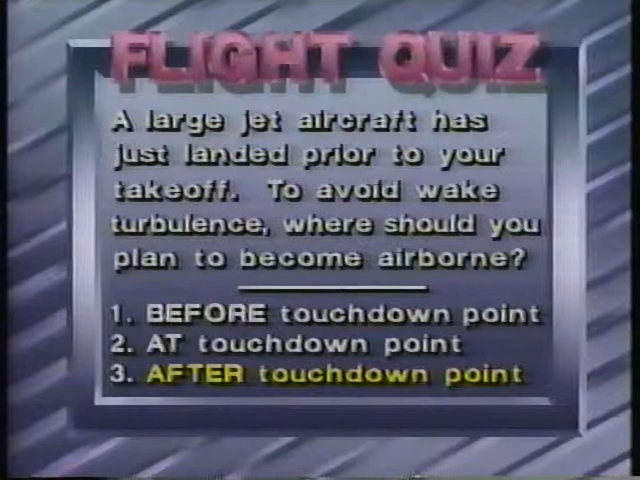 FLIGHT QUIZ
A large jet aircraft has
just landed prior to your
takeoff. To avoid wake
turbulence, where should you
plan to become airborne?
1. BEFORE touchdown point
2. AT touchdown point
3. AFTER touchdown point